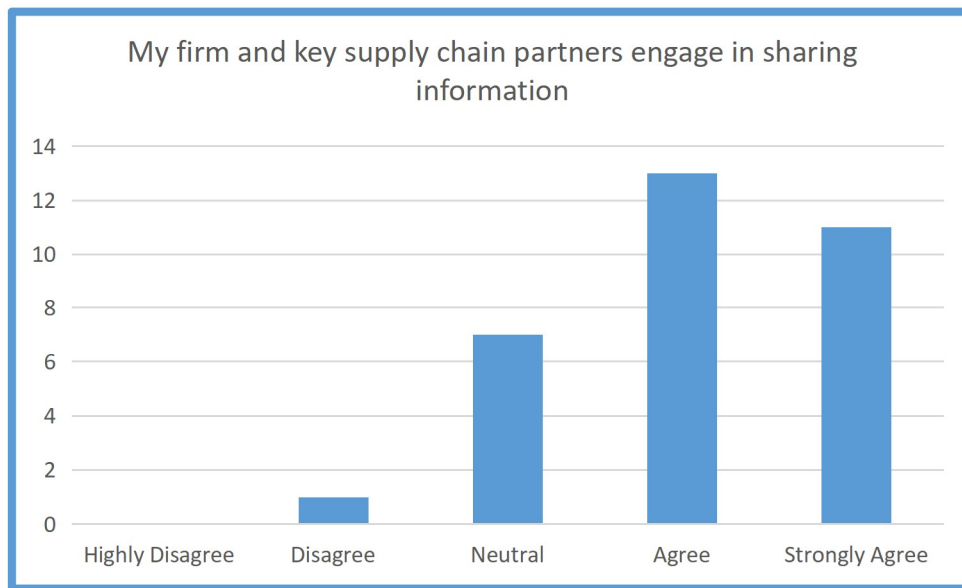 My firm and key supply chain partners engage in sharing
information
14
12
10
8
6
4
2
0
Highly Disagree Disagree Neutral Agree Strongly Agree